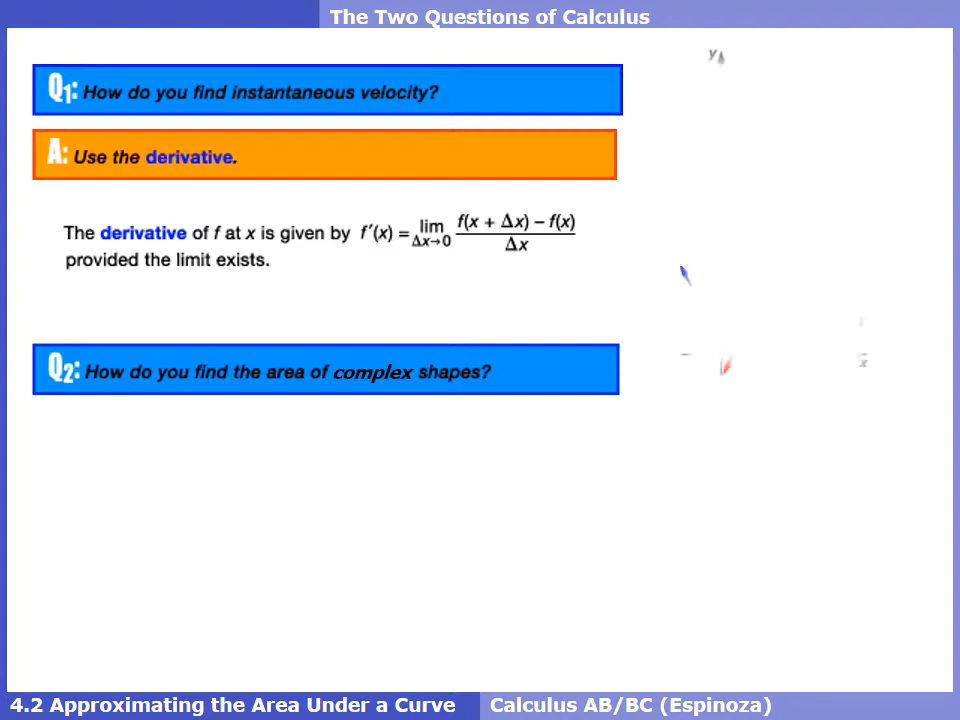 The Two Questions of Calculus
y
Q1: How do you find instantaneous velocity?
A: Use the derivative.
The derivative of f at x is given by f′(x) = lim Δx→0 f(x + Δx) – f(x) / Δx
provided the limit exists.
x
Q2: How do you find the area of complex shapes?
4.2 Approximating the Area Under a Curve
Calculus AB/BC (Espinoza)